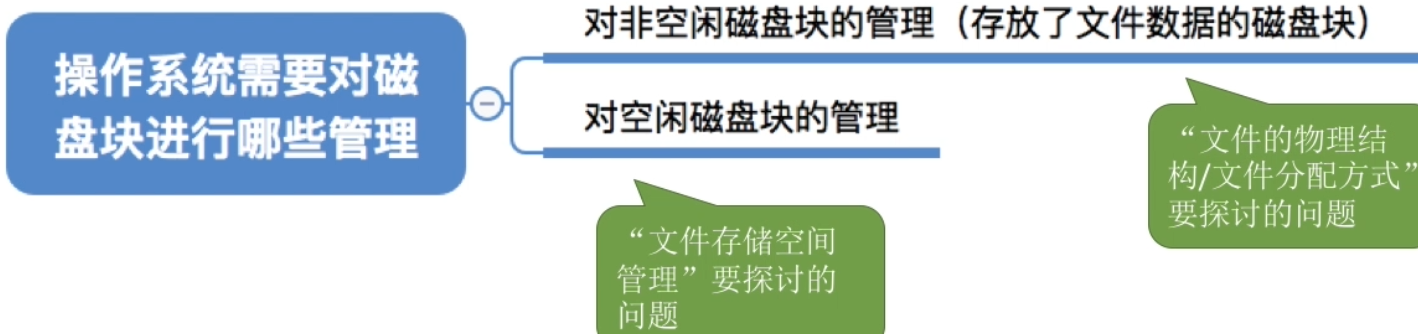 操作系统需要对磁
盘块进行哪些管理
对非空闲磁盘块的管理（存放了文件数据的磁盘块）
对空闲磁盘块的管理
“文件的物理结
构/文件分配方式”
要探讨的问题
“文件存储空间
管理”要探讨的
问题